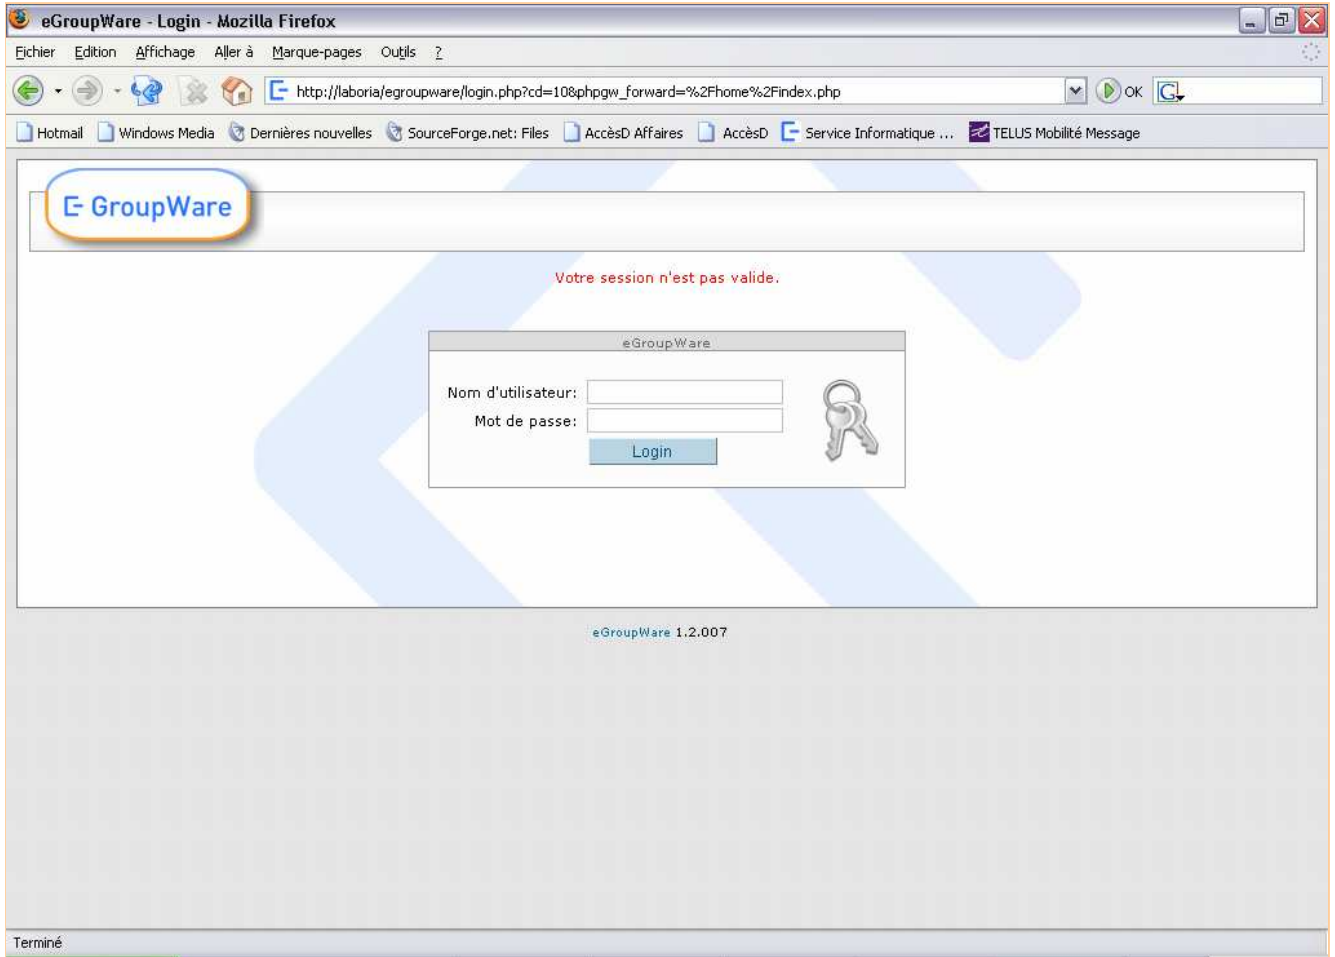 eGroupWare - Login - Mozilla Firefox
Fichier Edition Affichage Aller à Marque-pages Outils ?
http://laboria/egroupware/login.php?cd=10&phpgw_forward=%2Fhome%2Findex.php OK G
Hotmail Windows Media Dernières nouvelles SourceForge.net: Files AccèsD Affaires AccèsD Service Informatique ... TELUS Mobilité Message
E- GroupWare
Votre session n'est pas valide.
eGroupWare
Nom d'utilisateur:
Mot de passe:
Login
eGroupWare 1.2.007
Terminé